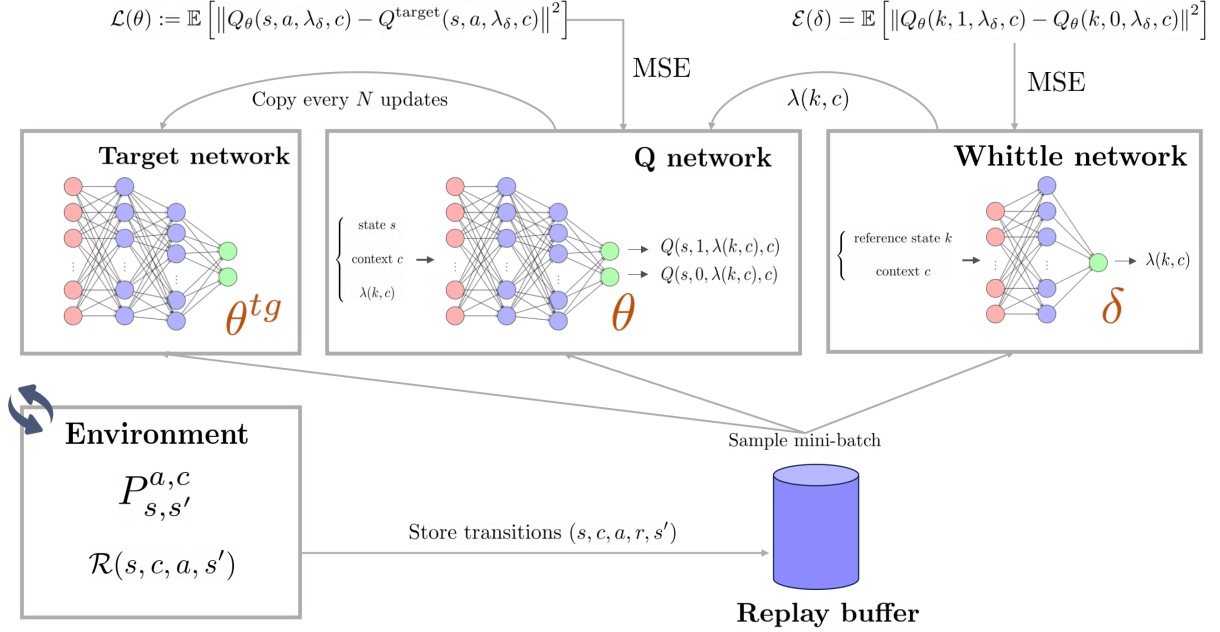 ℒ(θ) := 𝔼 [‖Q_θ(s, a, λ_δ, c) − Q^target(s, a, λ_δ, c)‖²]
ℰ(δ) = 𝔼 [‖Q_θ(k, 1, λ_δ, c) − Q_θ(k, 0, λ_δ, c)‖²]
MSE
MSE
Copy every N updates
λ(k, c)
Target network
θ^tg
Q network
state s
context c
λ(k, c)
Q(s, 1, λ(k, c), c)
Q(s, 0, λ(k, c), c)
θ
Whittle network
reference state k
context c
λ(k, c)
δ
Environment
P^{a,c}_{s,s′}
ℛ(s, c, a, s′)
Sample mini-batch
Store transitions (s, c, a, r, s′)
Replay buffer